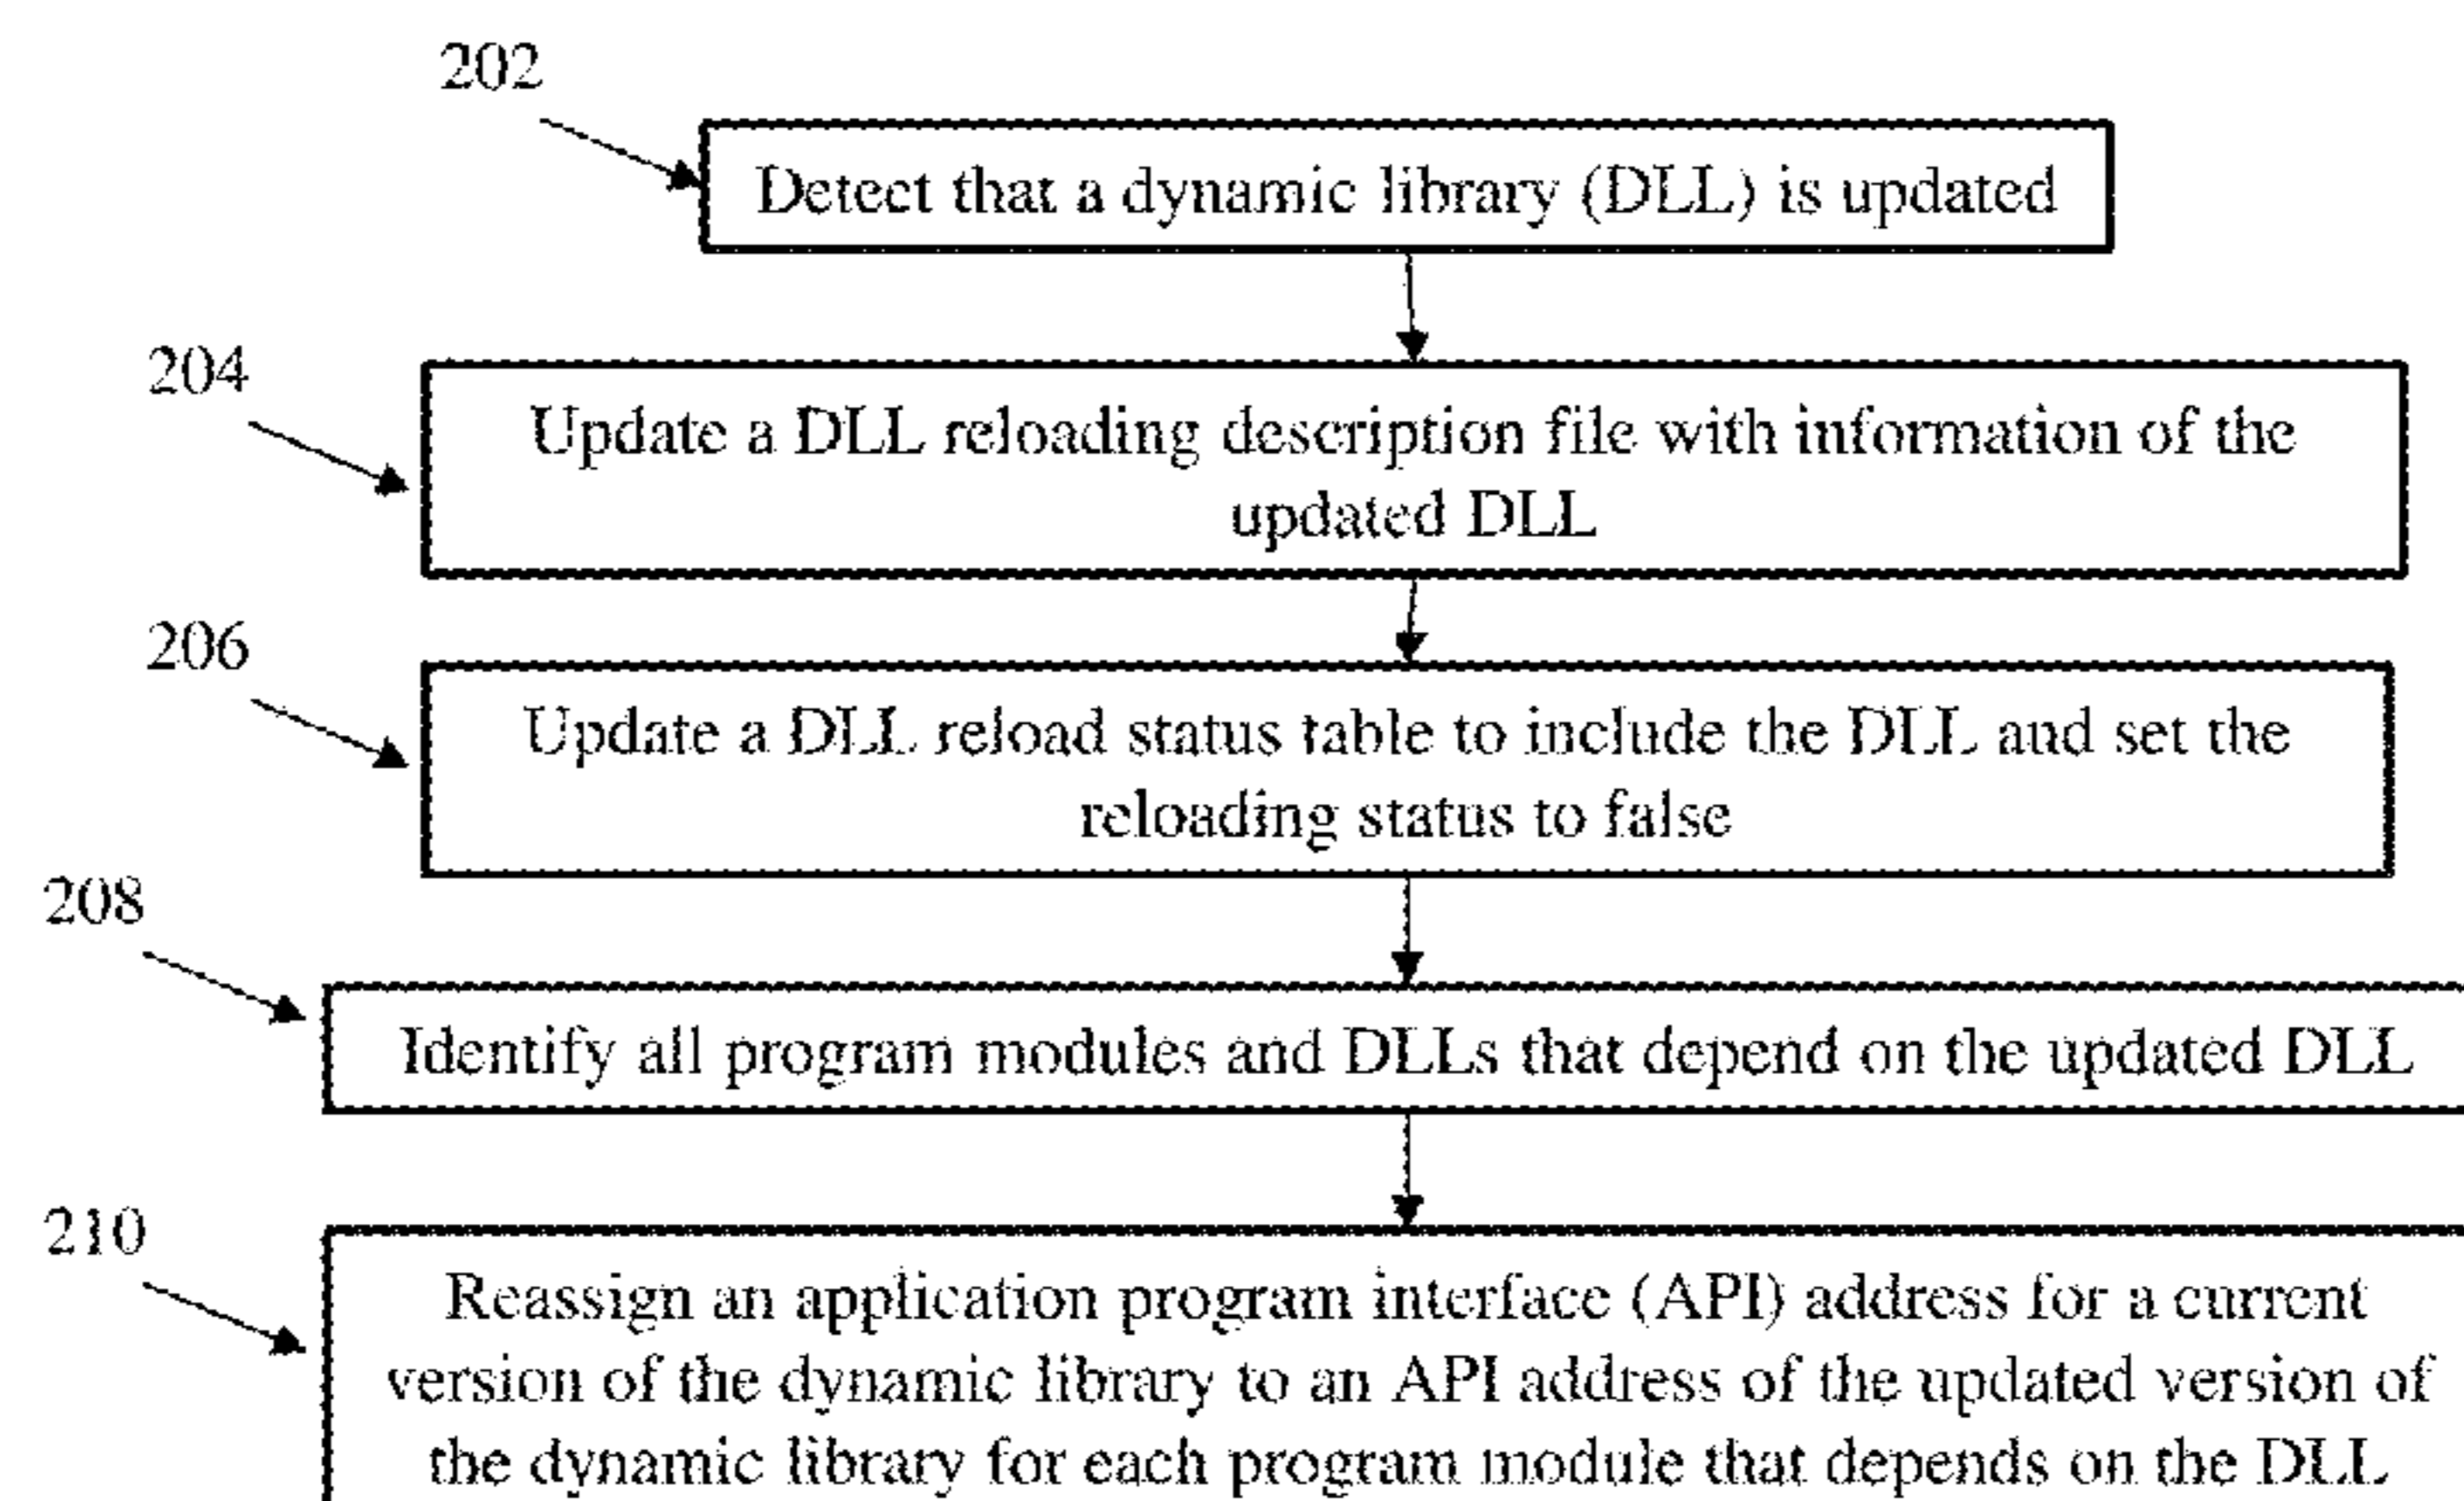 202
Detect that a dynamic library (DLL) is updated
204
Update a DLL reloading description file with information of the
updated DLL
206
Update a DLL reload status table to include the DLL and set the
reloading status to false
208
Identify all program modules and DLLs that depend on the updated DLL
210
Reassign an application program interface (API) address for a current
version of the dynamic library to an API address of the updated version of
the dynamic library for each program module that depends on the DLL